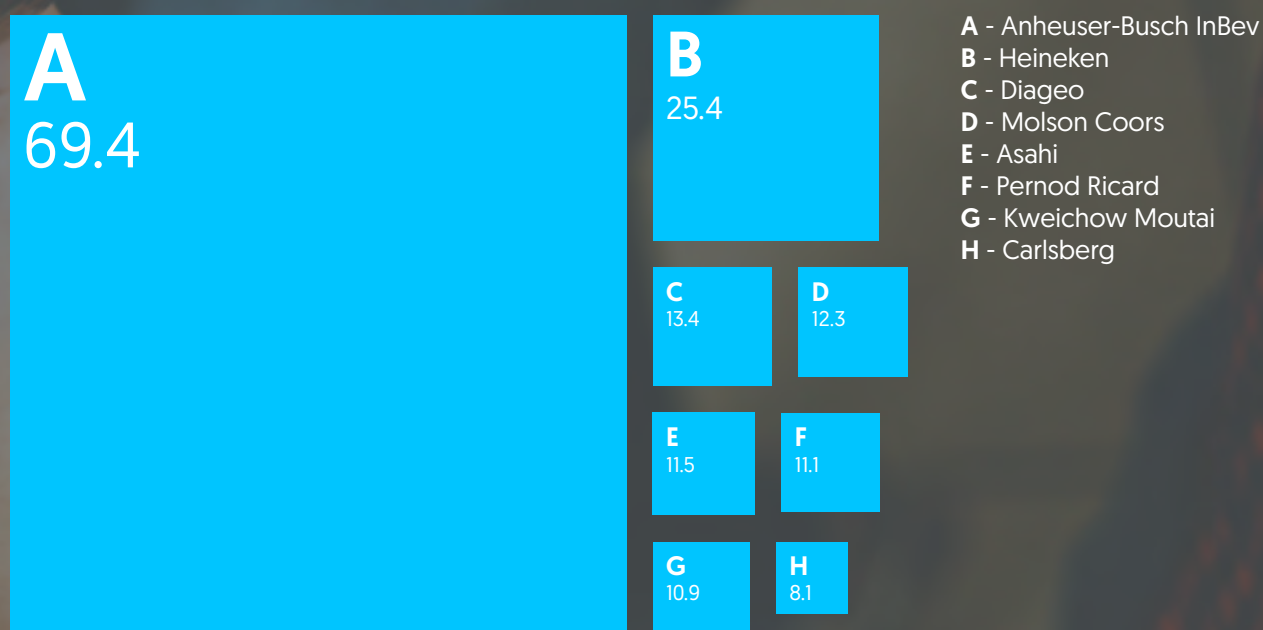 A
69.4
B
25.4
C
13.4
D
12.3
E
11.5
F
11.1
G
10.9
H
8.1
A - Anheuser-Busch InBev
B - Heineken
C - Diageo
D - Molson Coors
E - Asahi
F - Pernod Ricard
G - Kweichow Moutai
H - Carlsberg